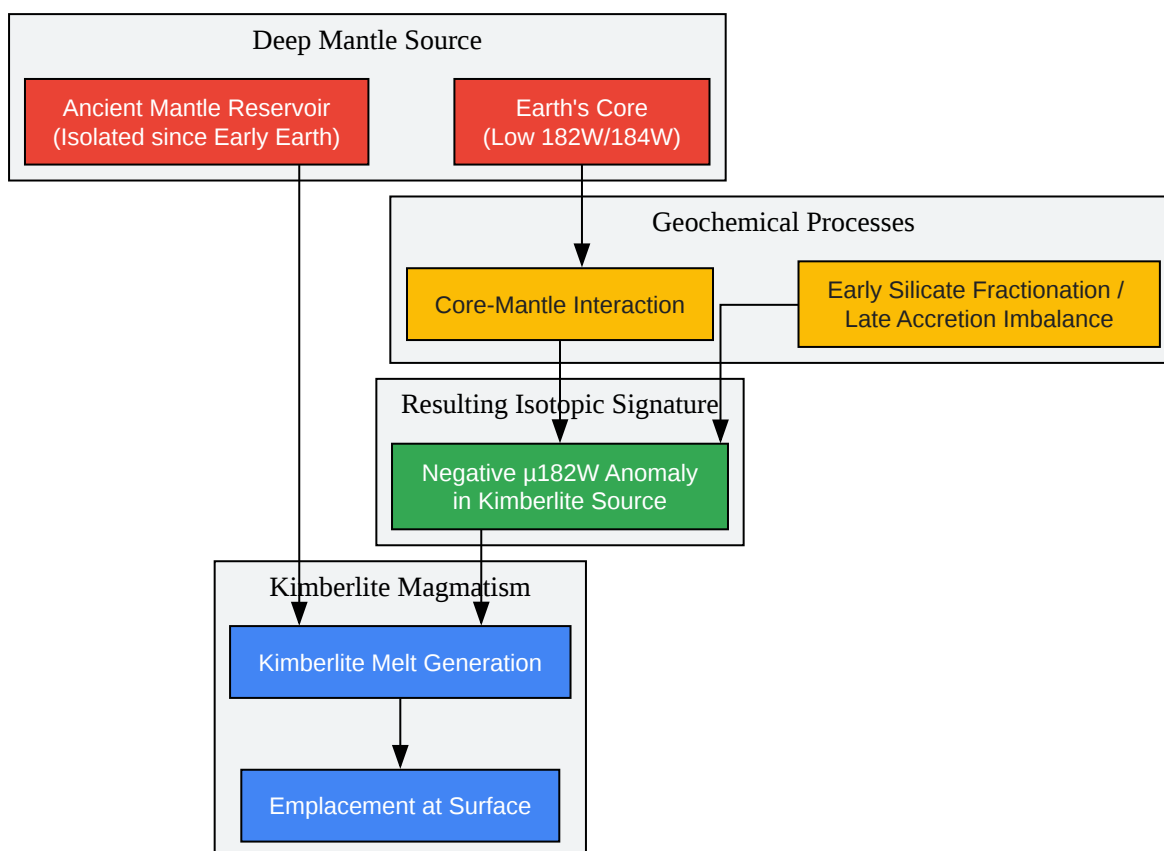 Deep Mantle Source
Ancient Mantle Reservoir
(Isolated since Early Earth)
Earth's Core
(Low 182W/184W)
Geochemical Processes
Core-Mantle Interaction
Early Silicate Fractionation /
Late Accretion Imbalance
Resulting Isotopic Signature
Negative μ182W Anomaly
in Kimberlite Source
Kimberlite Magmatism
Kimberlite Melt Generation
Emplacement at Surface